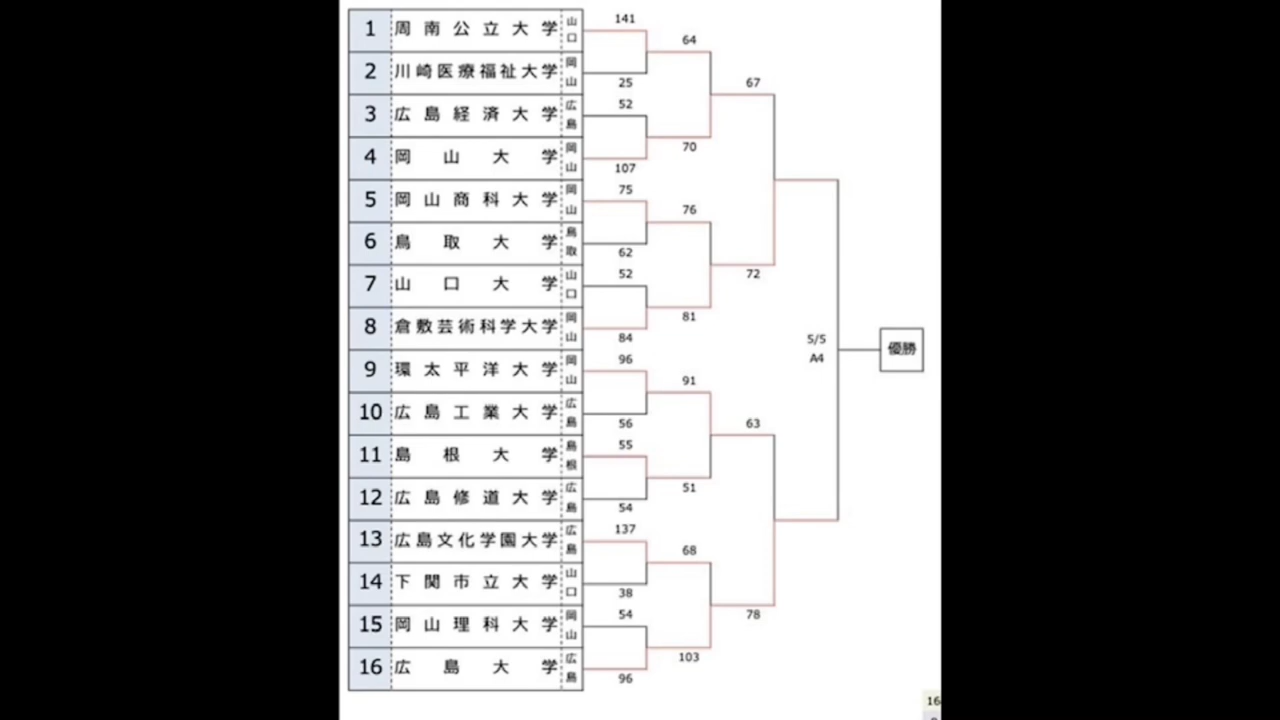 1 周南公立大学 山口 141
64
2 川崎医療福祉大学 岡山 25
67
3 広島経済大学 広島 52
70
4 岡山大学 岡山 107
5 岡山商科大学 岡山 75
76
6 鳥取大学 鳥取 62
72
7 山口大学 山口 52
81
8 倉敷芸術科学大学 岡山 84
5/5
A4
優勝
9 環太平洋大学 岡山 96
91
10 広島工業大学 広島 56
63
11 島根大学 島根 55
51
12 広島修道大学 広島 54
13 広島文化学園大学 広島 137
68
14 下関市立大学 山口 38
78
15 岡山理科大学 岡山 54
103
16 広島大学 広島 96
16